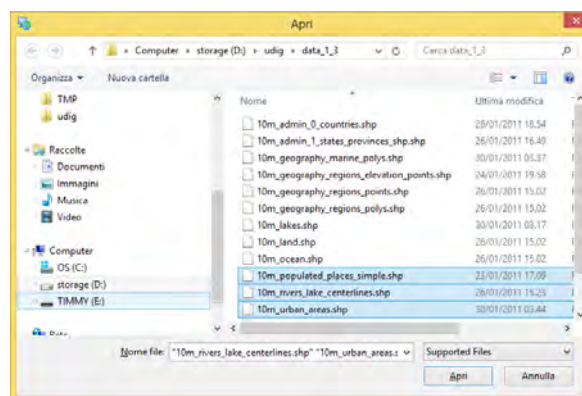 Apri
Computer ▸ storage (D:) ▸ udig ▸ data_1_3
Cerca data_1_3
Organizza
Nuova cartella
TMP
udig
Raccolte
Documenti
Immagini
Musica
Video
Computer
OS (C:)
storage (D:)
TIMMY (E:)
Nome
Ultima modifica
10m_admin_0_countries.shp
28/01/2011 18.54
10m_admin_1_states_provinces_shp.shp
26/01/2011 16.49
10m_geography_marine_polys.shp
30/01/2011 03.37
10m_geography_regions_elevation_points.shp
24/01/2011 19.58
10m_geography_regions_points.shp
26/01/2011 15.02
10m_geography_regions_polys.shp
26/01/2011 15.02
10m_lakes.shp
30/01/2011 03.17
10m_land.shp
26/01/2011 15.02
10m_ocean.shp
26/01/2011 15.02
10m_populated_places_simple.shp
23/01/2011 17.09
10m_rivers_lake_centerlines.shp
28/01/2011 15.23
10m_urban_areas.shp
30/01/2011 03.44
Nome file:
"10m_rivers_lake_centerlines.shp" "10m_urban_areas.s
Supported Files
Apri
Annulla